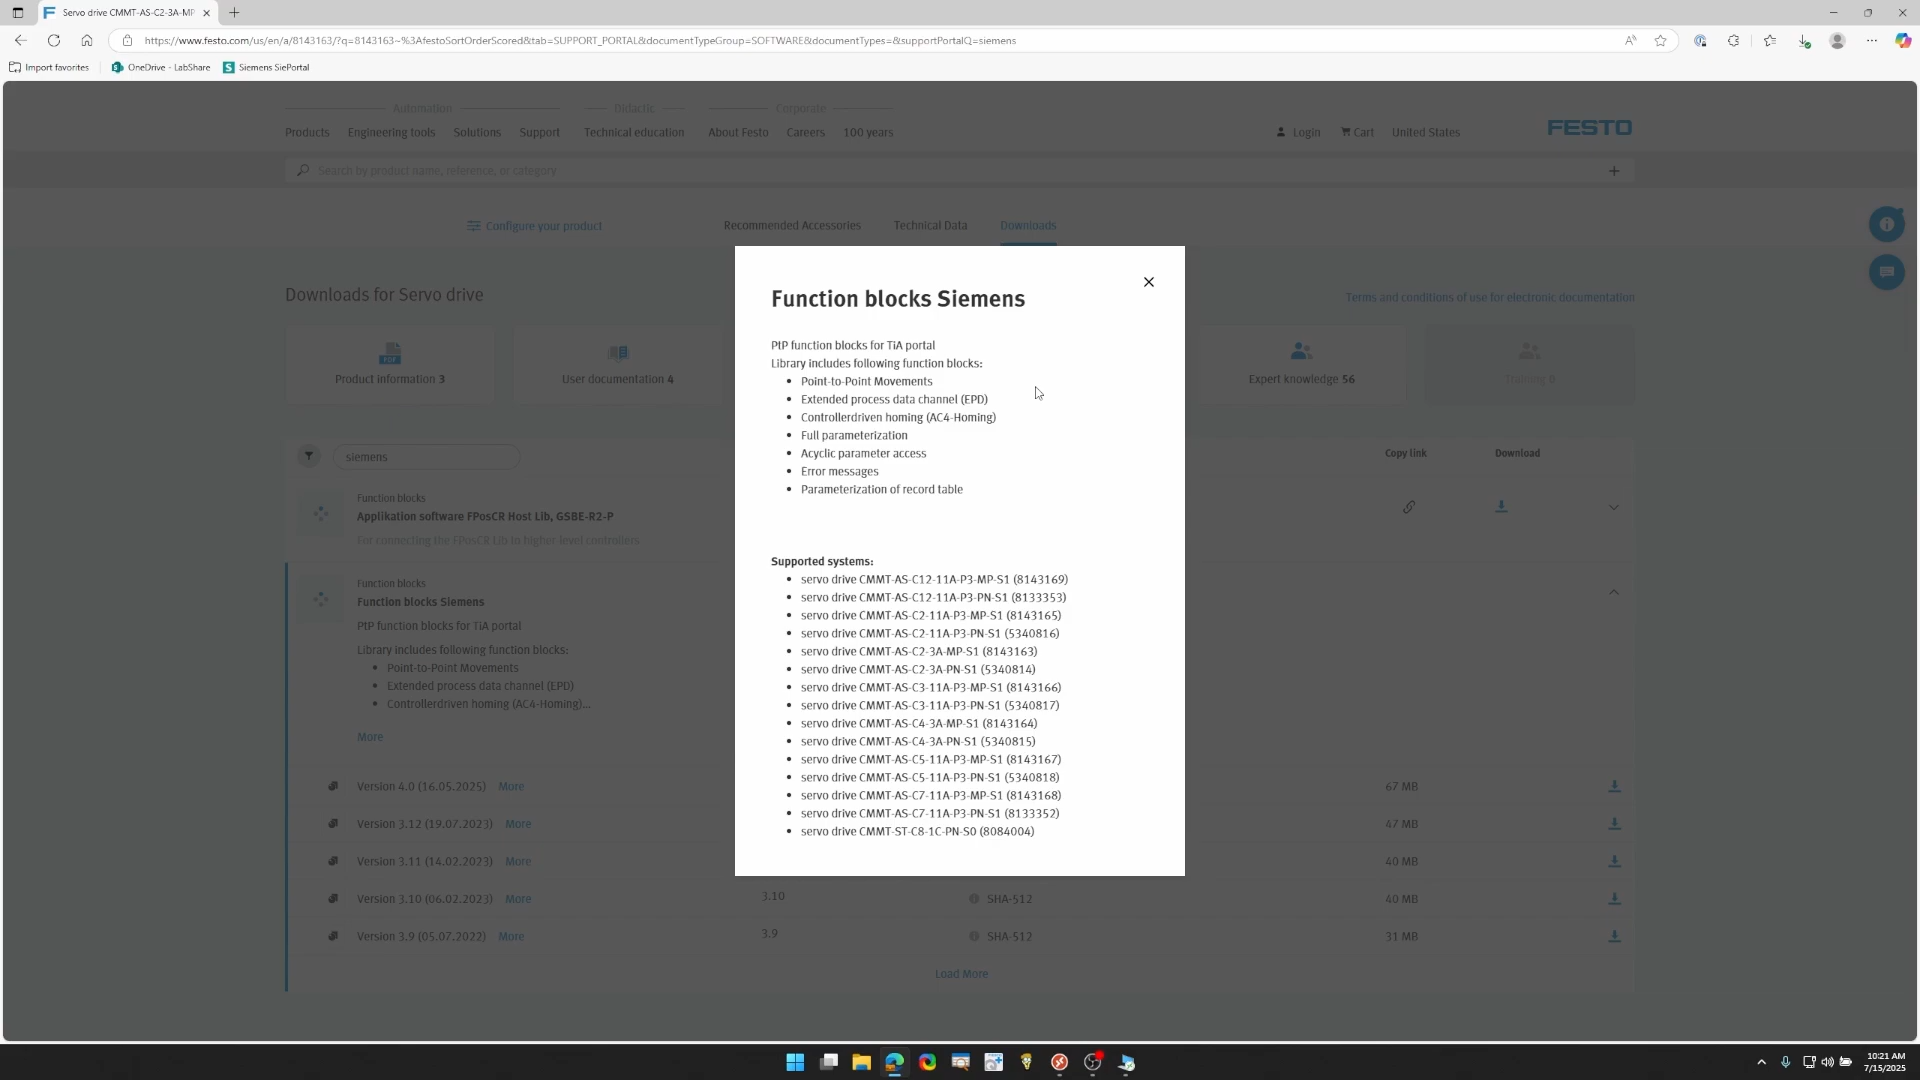 Servo drive CMMT-AS-C2-3A-MP
https://www.festo.com/us/en/a/8143163/?q=8143163~%3AfestoSortOrderScored&tab=SUPPORT_PORTAL&documentTypeGroup=SOFTWARE&documentTypes=&supportPortalQ=siemens
Import favorites
OneDrive - LabShare
Siemens SiePortal
Automation
Didactic
Corporate
Products
Engineering tools
Solutions
Support
Technical education
About Festo
Careers
100 years
Login
Cart
United States
FESTO
Search by product name, reference, or category
Configure your product
Recommended Accessories
Technical Data
Downloads
Downloads for Servo drive
Terms and conditions of use for electronic documentation
Product information 3
User documentation 4
Expert knowledge 56
Training 0
siemens
Copy link
Download
Function blocks
Applikation software FPosCR Host Lib, GSBE-R2-P
For connecting the FPosCR Lib to higher-level controllers
Function blocks
Function blocks Siemens
PtP function blocks for TiA portal
Library includes following function blocks:
Point-to-Point Movements
Extended process data channel (EPD)
Controllerdriven homing (AC4-Homing)...
More
Version 4.0 (16.05.2025) More
67 MB
Version 3.12 (19.07.2023) More
47 MB
Version 3.11 (14.02.2023) More
40 MB
Version 3.10 (06.02.2023) More
3.10
SHA-512
40 MB
Version 3.9 (05.07.2022) More
3.9
SHA-512
31 MB
Load More
Function blocks Siemens
PtP function blocks for TiA portal
Library includes following function blocks:
Point-to-Point Movements
Extended process data channel (EPD)
Controllerdriven homing (AC4-Homing)
Full parameterization
Acyclic parameter access
Error messages
Parameterization of record table
Supported systems:
servo drive CMMT-AS-C12-11A-P3-MP-S1 (8143169)
servo drive CMMT-AS-C12-11A-P3-PN-S1 (8133353)
servo drive CMMT-AS-C2-11A-P3-MP-S1 (8143165)
servo drive CMMT-AS-C2-11A-P3-PN-S1 (5340816)
servo drive CMMT-AS-C2-3A-MP-S1 (8143163)
servo drive CMMT-AS-C2-3A-PN-S1 (5340814)
servo drive CMMT-AS-C3-11A-P3-MP-S1 (8143166)
servo drive CMMT-AS-C3-11A-P3-PN-S1 (5340817)
servo drive CMMT-AS-C4-3A-MP-S1 (8143164)
servo drive CMMT-AS-C4-3A-PN-S1 (5340815)
servo drive CMMT-AS-C5-11A-P3-MP-S1 (8143167)
servo drive CMMT-AS-C5-11A-P3-PN-S1 (5340818)
servo drive CMMT-AS-C7-11A-P3-MP-S1 (8143168)
servo drive CMMT-AS-C7-11A-P3-PN-S1 (8133352)
servo drive CMMT-ST-C8-1C-PN-S0 (8084004)
10:21 AM
7/15/2025